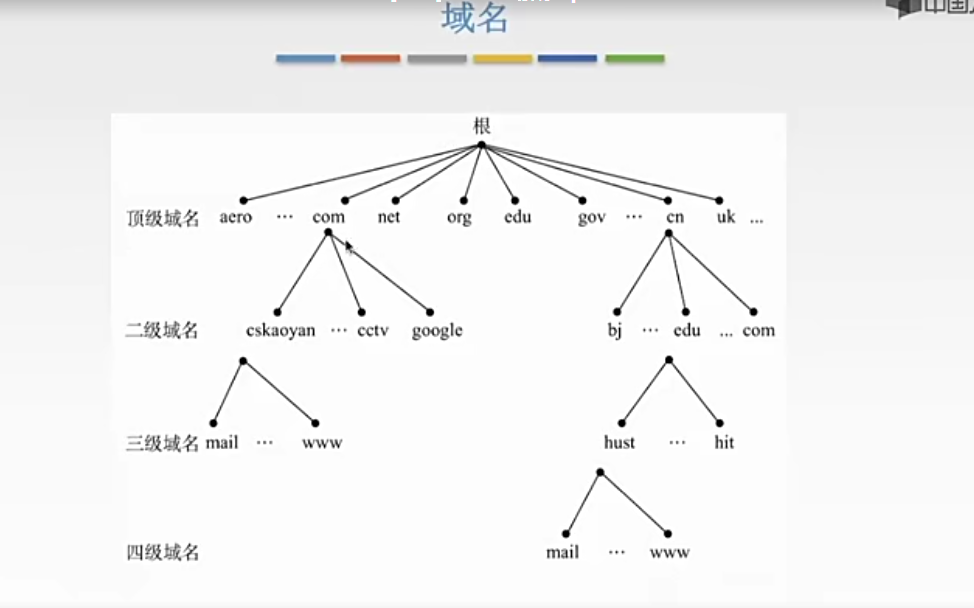 域名
中国
根
顶级域名 aero … com net org edu gov … cn uk ...
二级域名 cskaoyan … cctv google bj … edu ... com
三级域名 mail … www hust … hit
四级域名 mail … www